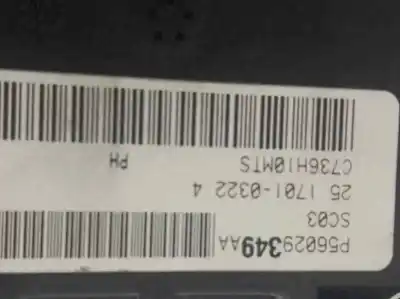 P56029349AA
SC03
25 1701-0322 4
C736H10MTS
PH